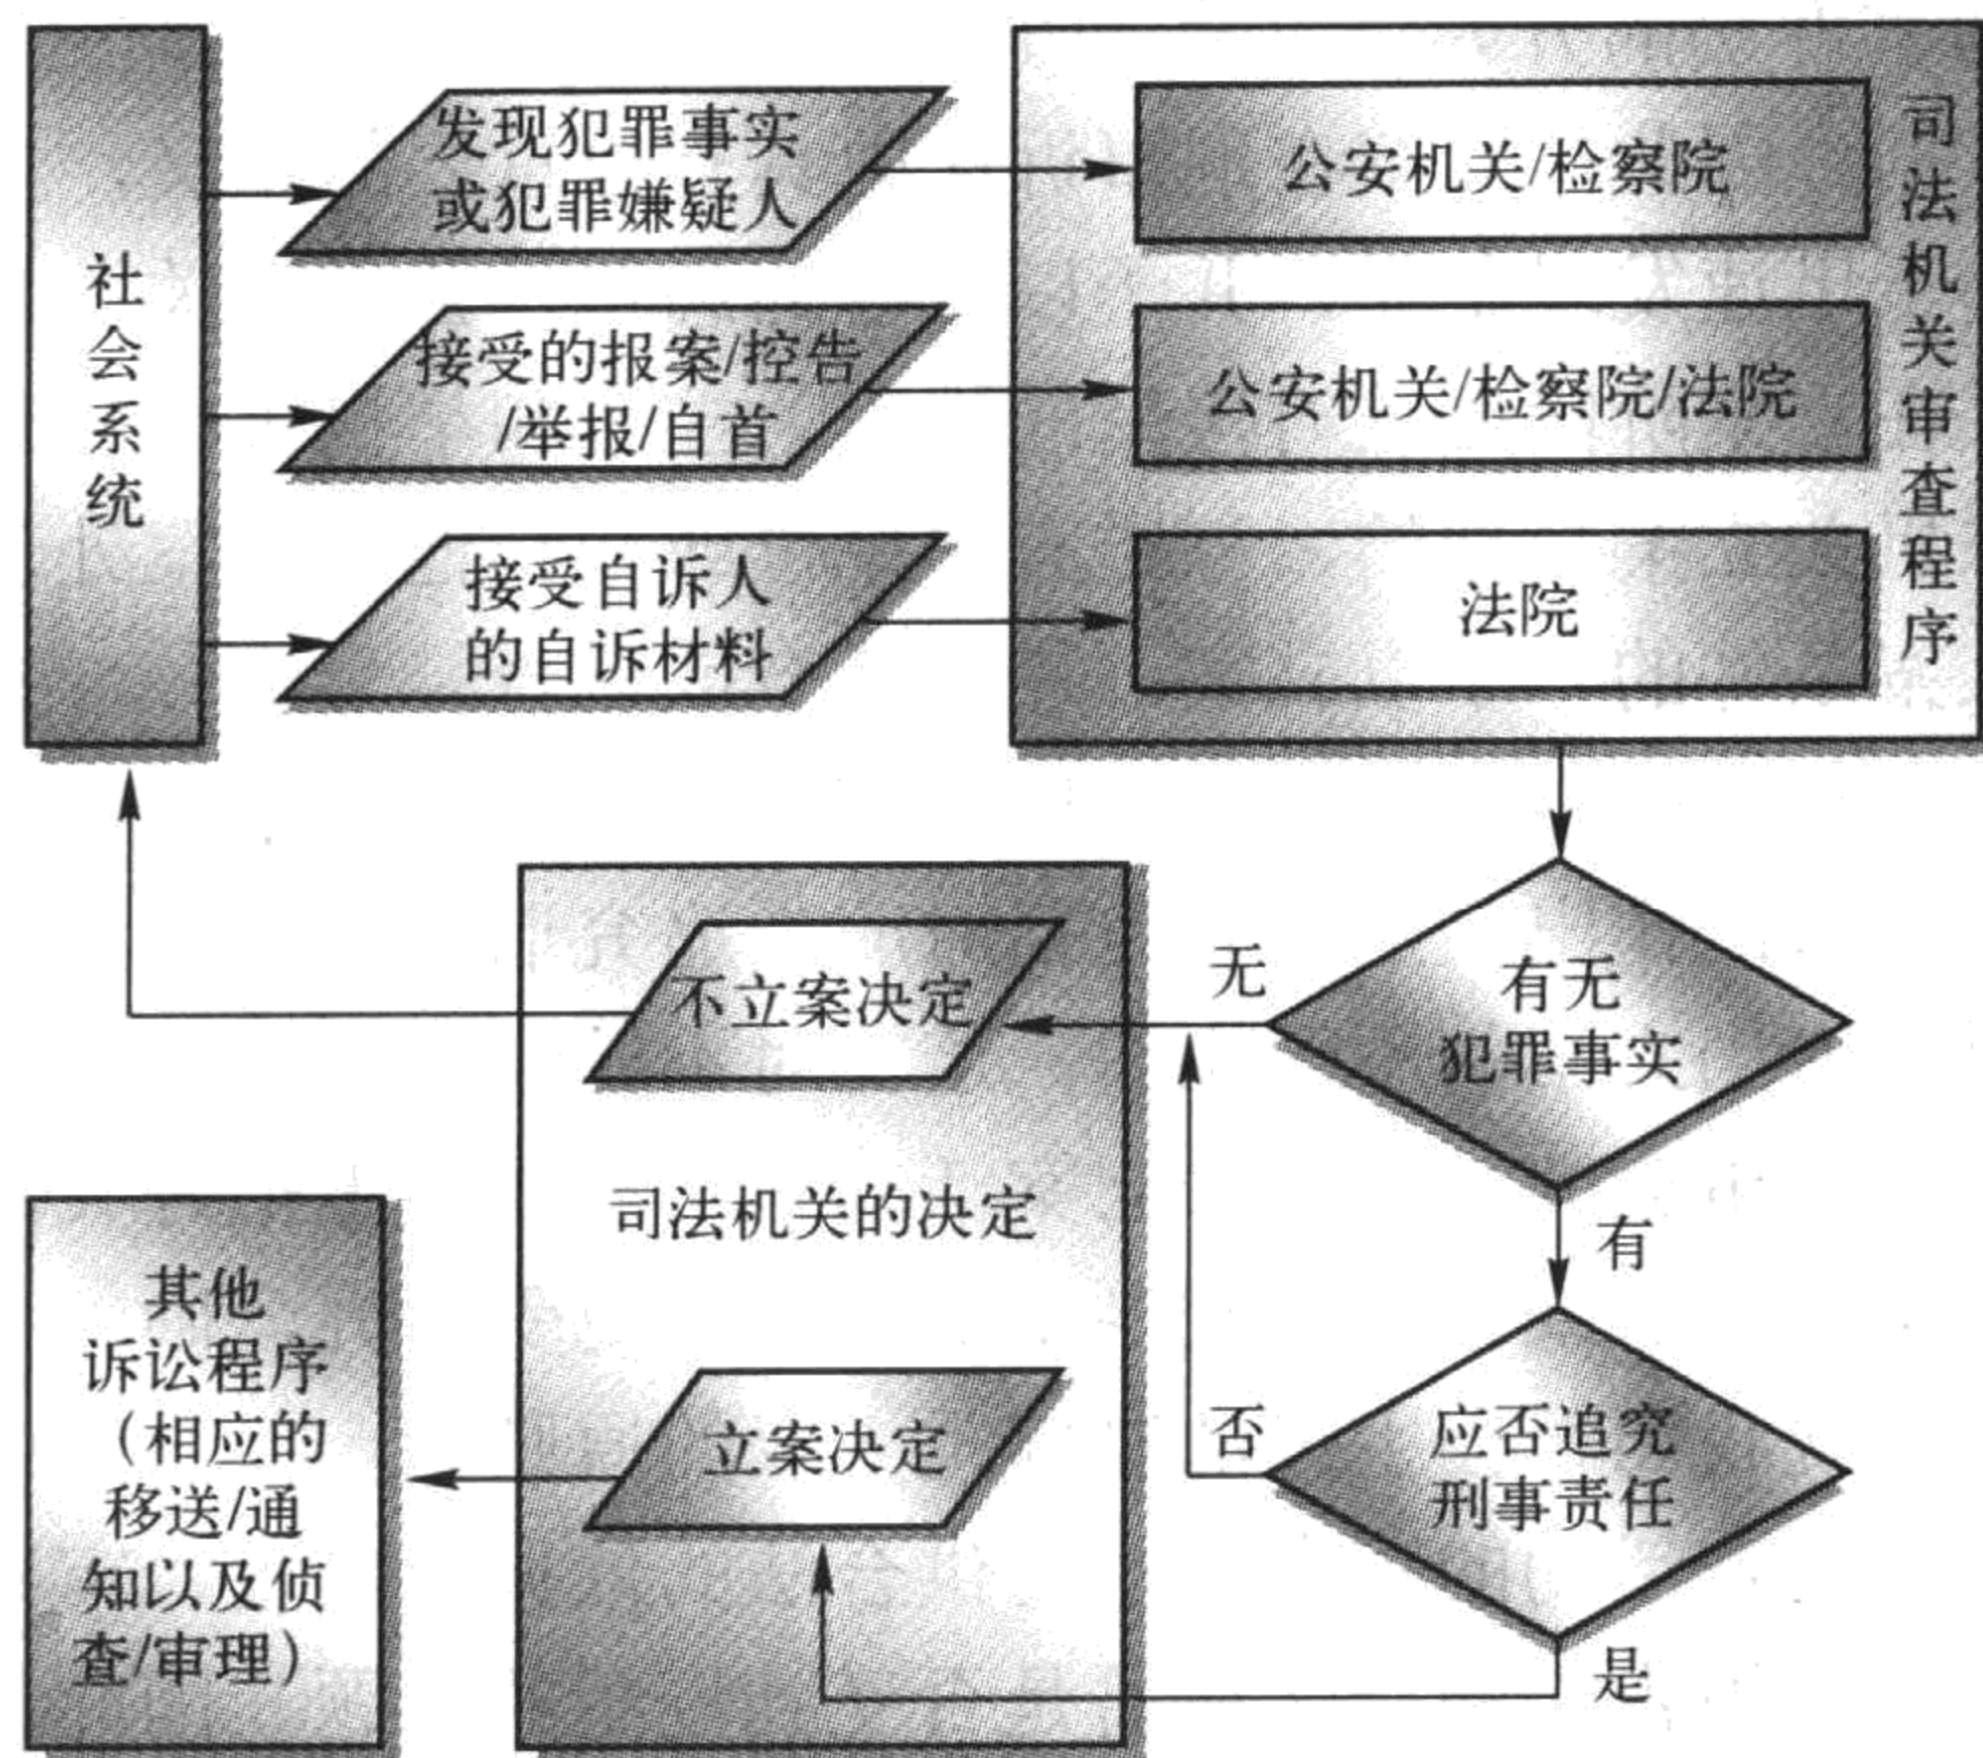 社会系统
发现犯罪事实
或犯罪嫌疑人
公安机关/检察院
接受的报案/控告
/举报/自首
公安机关/检察院/法院
接受自诉人
的自诉材料
法院
司法机关审查程序
有无
犯罪事实
无
不立案决定
司法机关的决定
有
应否追究
刑事责任
否
是
立案决定
其他
诉讼程序
（相应的
移送/通
知以及侦
查/审理）